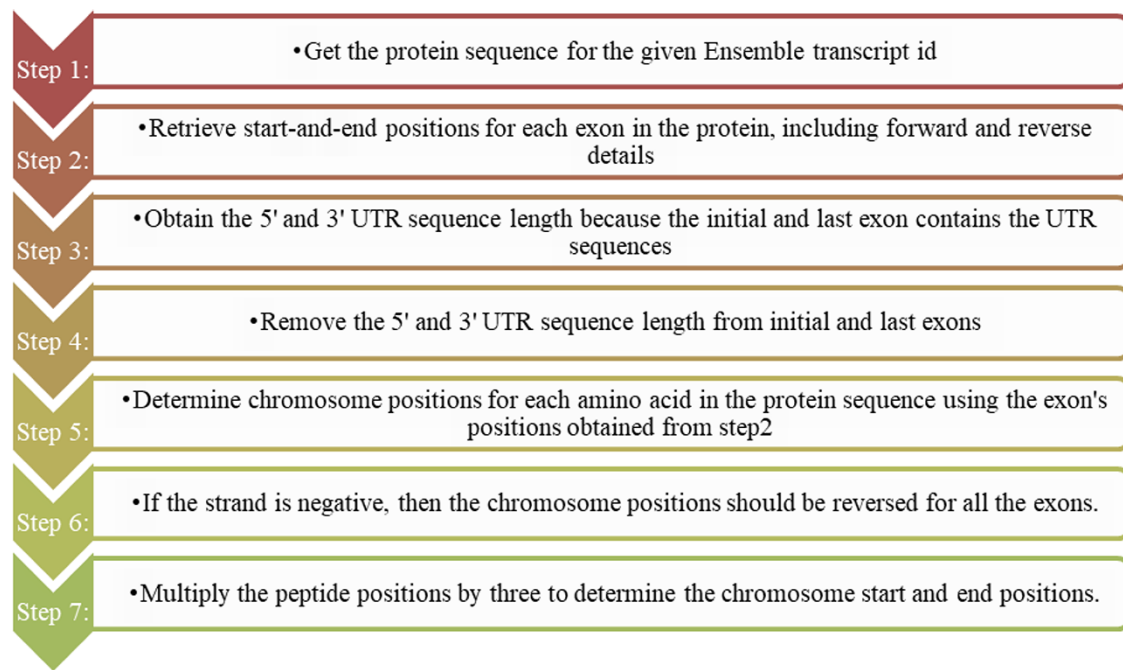 Step 1:
•Get the protein sequence for the given Ensemble transcript id
Step 2:
•Retrieve start-and-end positions for each exon in the protein, including forward and reverse
details
Step 3:
•Obtain the 5' and 3' UTR sequence length because the initial and last exon contains the UTR
sequences
Step 4:
•Remove the 5' and 3' UTR sequence length from initial and last exons
Step 5:
•Determine chromosome positions for each amino acid in the protein sequence using the exon's
positions obtained from step2
Step 6:
•If the strand is negative, then the chromosome positions should be reversed for all the exons.
Step 7:
•Multiply the peptide positions by three to determine the chromosome start and end positions.